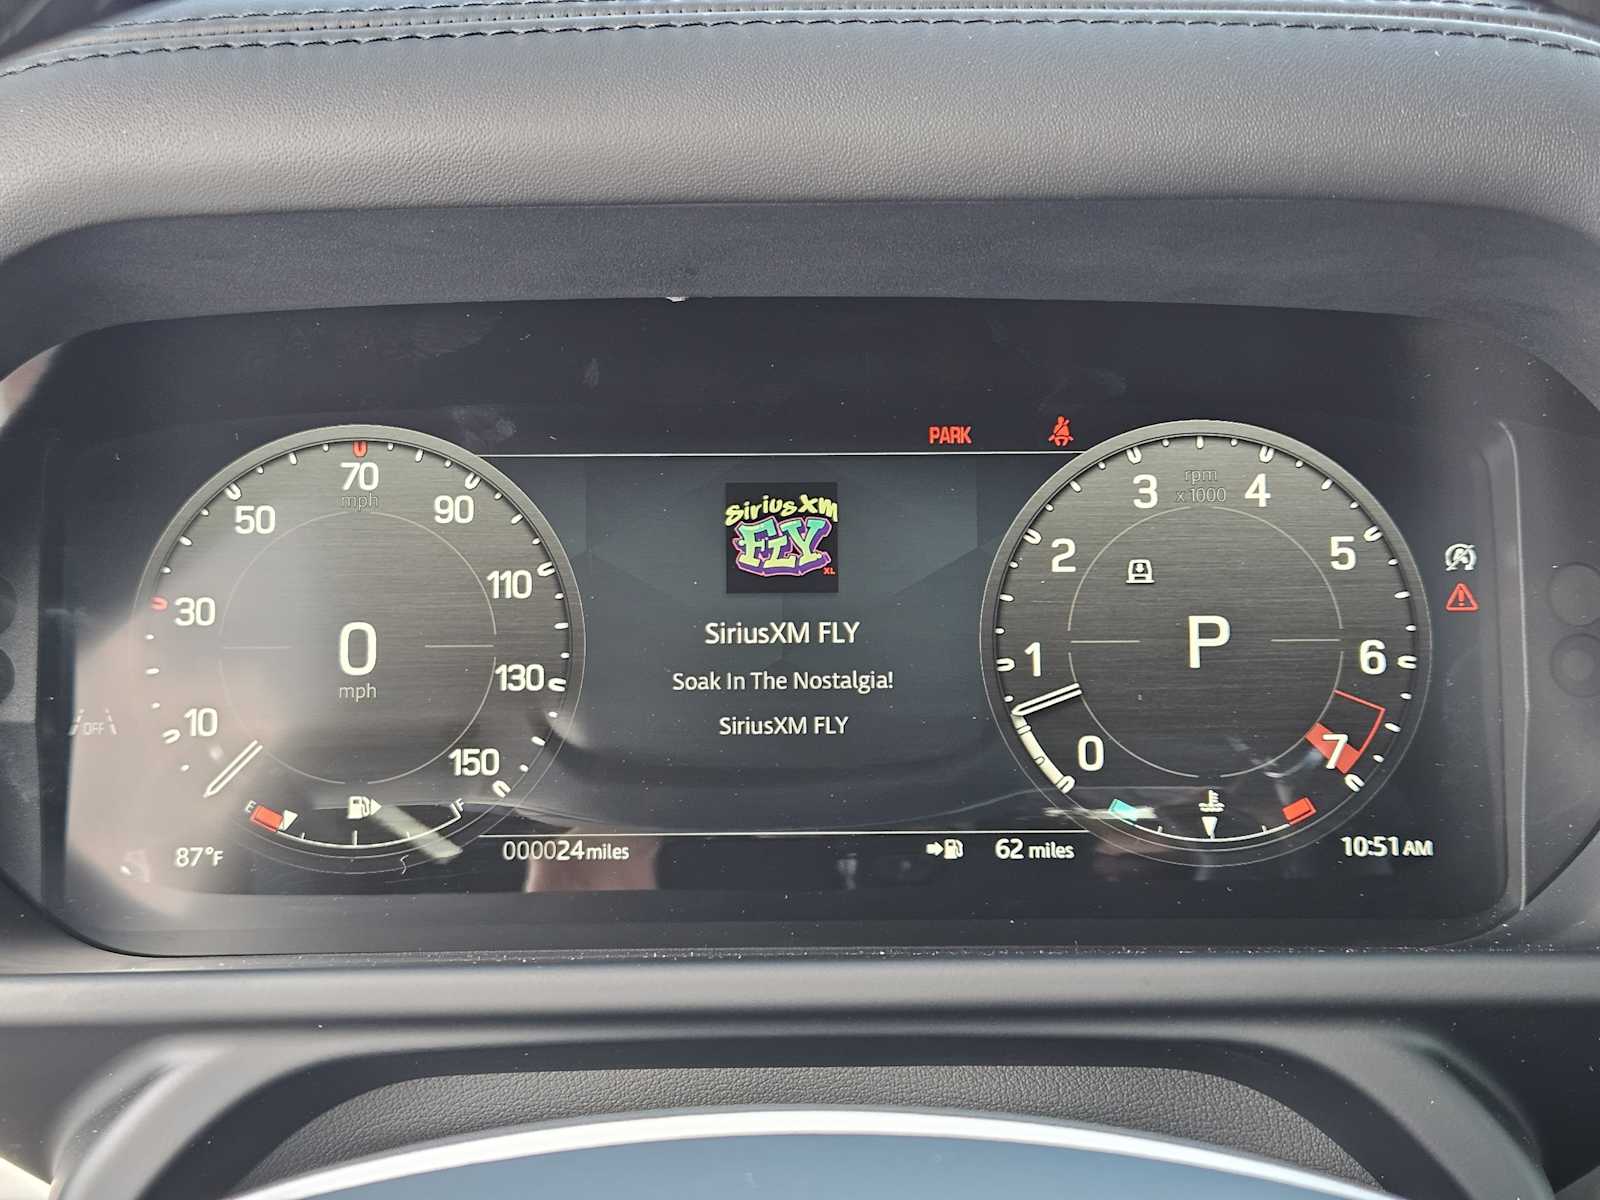 PARK
70
mph
50
90
30
110
10
130
150
0
mph
E
F
87°F
SiriusXM
FLY
XL
SiriusXM FLY
Soak In The Nostalgia!
SiriusXM FLY
000024 miles
62 miles
rpm
x1000
3
4
2
5
1
6
0
7
P
A
OFF
10:51 AM